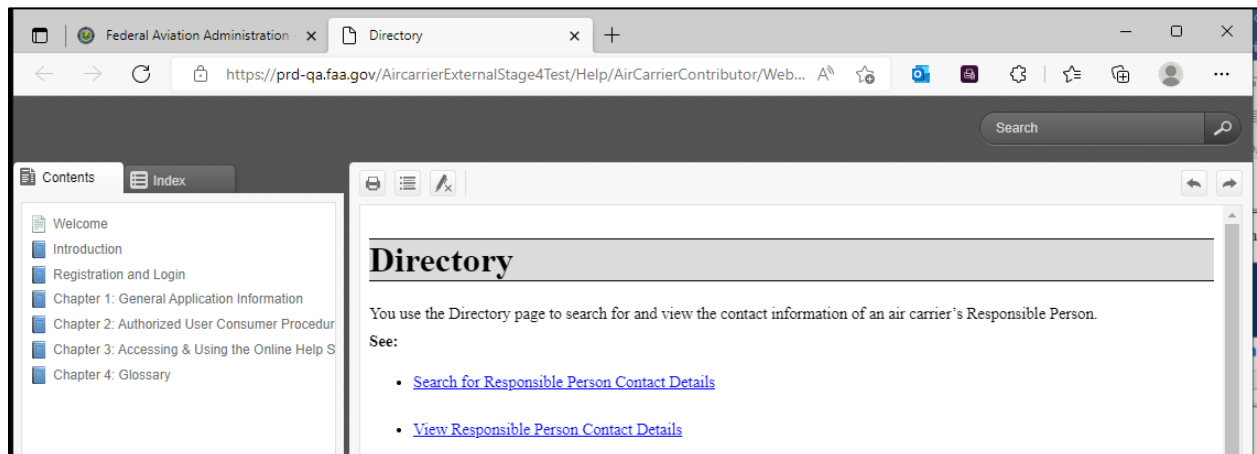 Federal Aviation Administration -
Directory
https://prd-qa.faa.gov/AircarrierExternalStage4Test/Help/AirCarrierContributor/Web...
Search
Contents
Index
Welcome
Introduction
Registration and Login
Chapter 1: General Application Information
Chapter 2: Authorized User Consumer Procedur
Chapter 3: Accessing & Using the Online Help S
Chapter 4: Glossary
Directory
You use the Directory page to search for and view the contact information of an air carrier’s Responsible Person.
See:
• Search for Responsible Person Contact Details
• View Responsible Person Contact Details